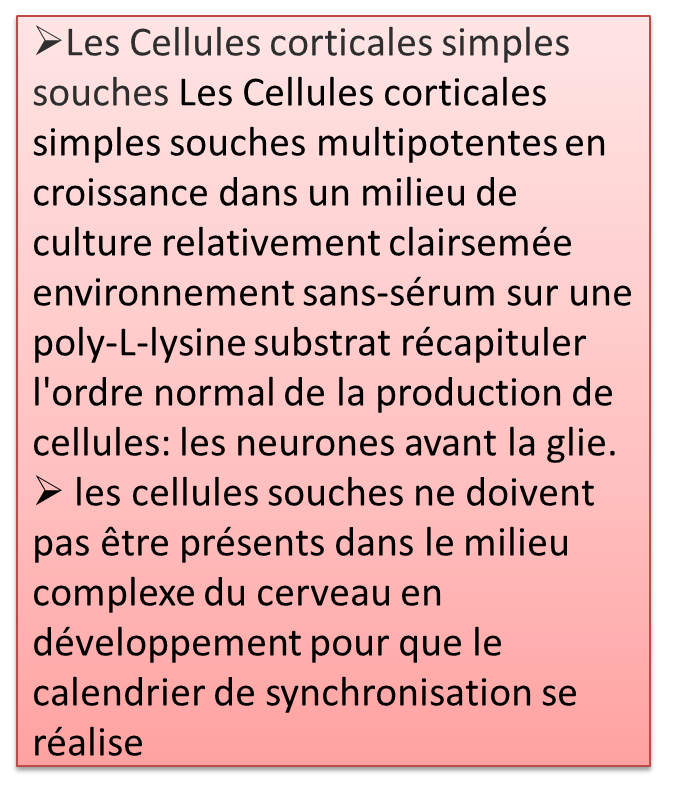 ➢Les Cellules corticales simples
souches Les Cellules corticales
simples souches multipotentes en
croissance dans un milieu de
culture relativement clairsemée
environnement sans-sérum sur une
poly-L-lysine substrat récapituler
l'ordre normal de la production de
cellules: les neurones avant la glie.
➢ les cellules souches ne doivent
pas être présents dans le milieu
complexe du cerveau en
développement pour que le
calendrier de synchronisation se
réalise